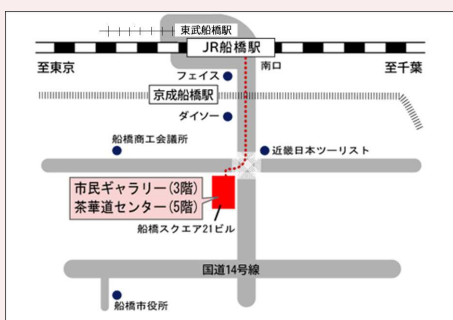 東武船橋駅
JR船橋駅
至東京
南口
至千葉
フェイス
京成船橋駅
ダイソー
船橋商工会議所
近畿日本ツーリスト
市民ギャラリー(3階)
茶華道センター(5階)
船橋スクエア21ビル
国道14号線
船橋市役所